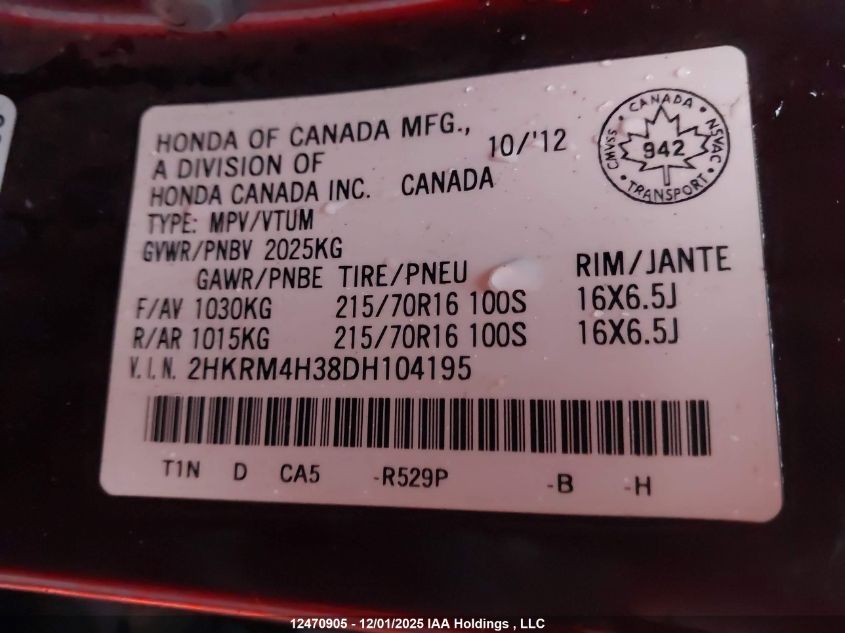 HONDA OF CANADA MFG.,
A DIVISION OF
HONDA CANADA INC. CANADA 10/'12
TYPE: MPV/VTUM
GVWR/PNBV 2025KG
GAWR/PNBE TIRE/PNEU RIM/JANTE
F/AV 1030KG 215/70R16 100S 16X6.5J
R/AR 1015KG 215/70R16 100S 16X6.5J
V.I.N. 2HKRM4H38DH104195
T1N D CA5 -R529P -B -H
CANADA
CMVSS 942 NSVAC
TRANSPORT
12470905 - 12/01/2025 IAA Holdings , LLC